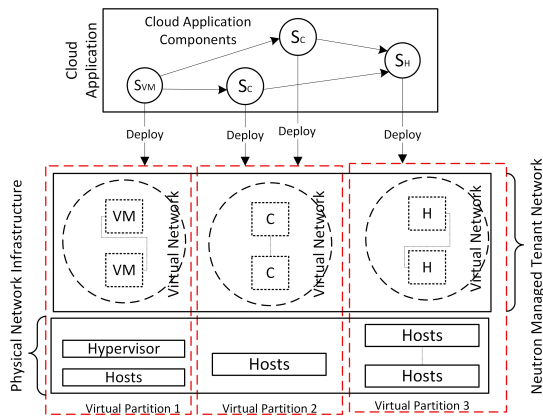 Cloud Application
Components
Cloud
Application
SVM
SC
SC
SH
Deploy
Deploy
Deploy
Deploy
Physical Network Infrastructure
VM
VM
Virtual Network
C
C
Virtual Network
H
H
Virtual Network
Neutron Managed Tenant Network
Hypervisor
Hosts
Hosts
Hosts
Hosts
Virtual Partition 1
Virtual Partition 2
Virtual Partition 3